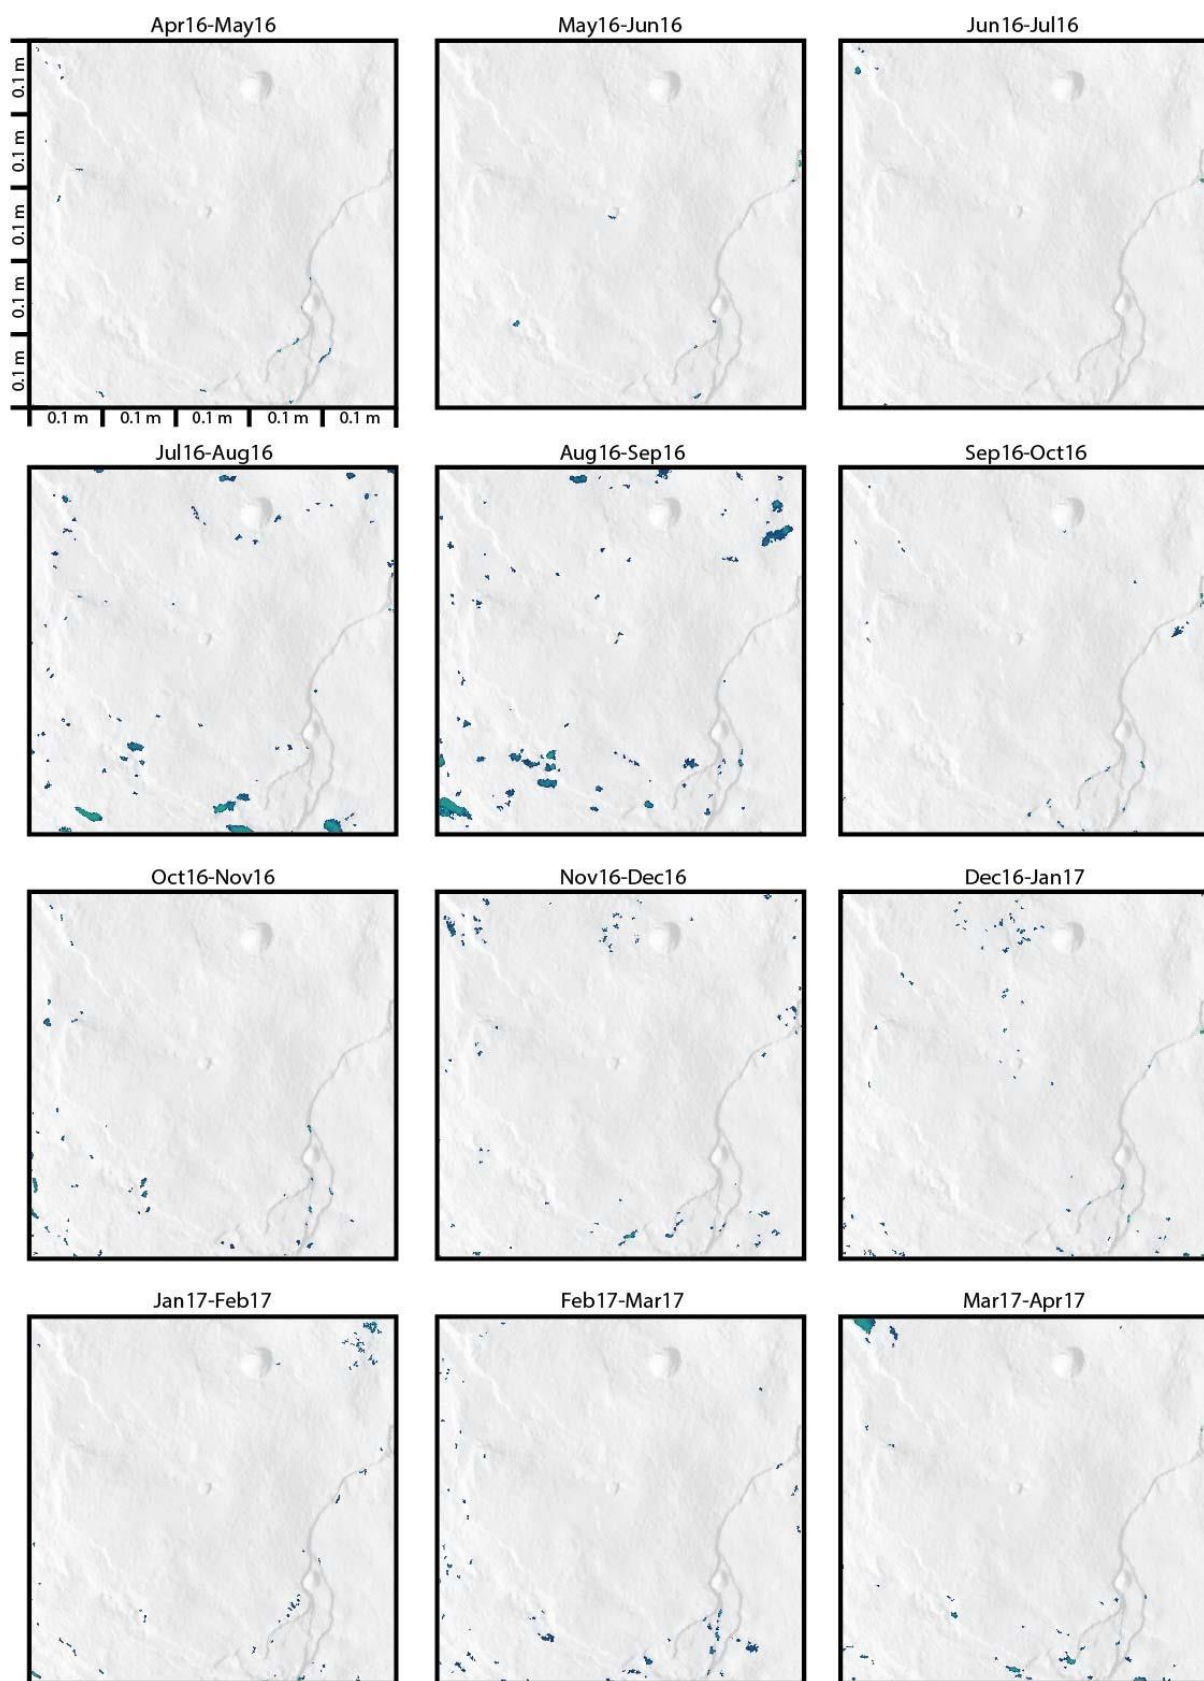 Apr16-May16
May16-Jun16
Jun16-Jul16
0.1 m
0.1 m
0.1 m
0.1 m
0.1 m
0.1 m
0.1 m
0.1 m
0.1 m
0.1 m
Jul16-Aug16
Aug16-Sep16
Sep16-Oct16
Oct16-Nov16
Nov16-Dec16
Dec16-Jan17
Jan17-Feb17
Feb17-Mar17
Mar17-Apr17